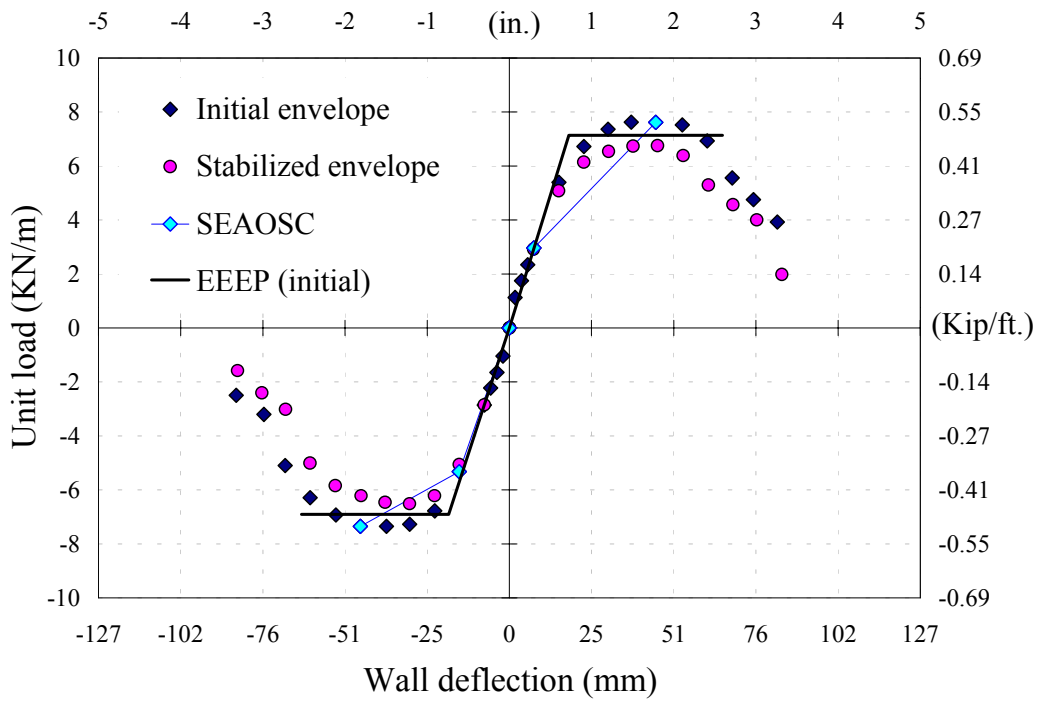 -5 -4 -3 -2 -1 (in.) 1 2 3 4 5
10 0.69
Initial envelope
8 0.55
Stabilized envelope
6 0.41
SEAOSC
4 0.27
EEEP (initial)
2 0.14
0 (Kip/ft.)
-2 -0.14
-4 -0.27
-6 -0.41
-8 -0.55
-10 -0.69
Unit load (KN/m)
-127 -102 -76 -51 -25 0 25 51 76 102 127
Wall deflection (mm)